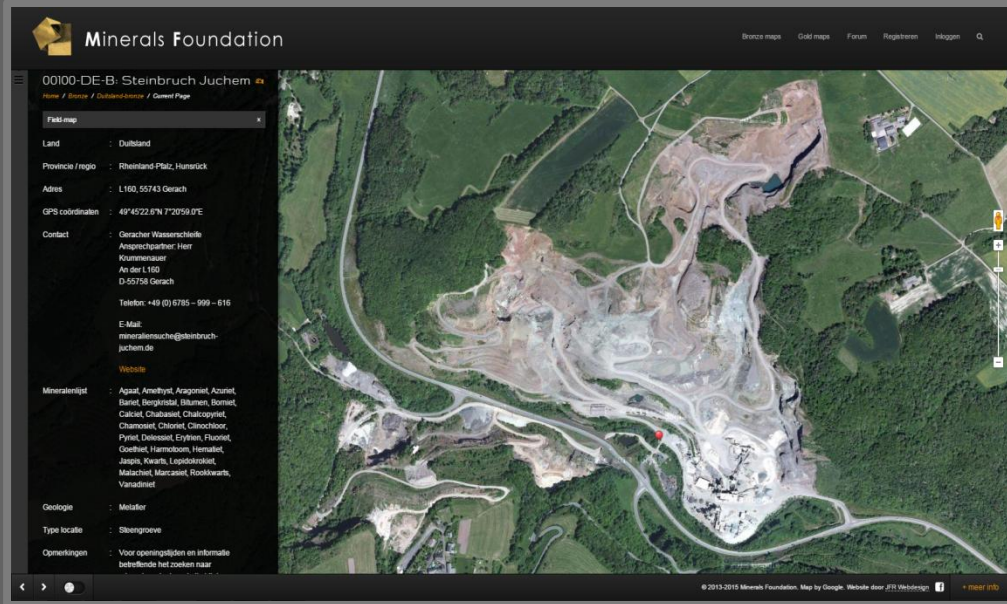 Minerals Foundation
Bronze maps Gold maps Forum Registreren Inloggen
00100-DE-B: Steinbruch Juchem
Home / Bronze / Duitsland-bronze / Current Page
Field-map x
Land : Duitsland
Provincie / regio : Rheinland-Pfalz, Hunsrück
Adres : L160, 55743 Gerach
GPS coördinaten : 49°45'22.6"N 7°20'59.0"E
Contact : Geracher Wasserschleife
Ansprechpartner: Herr
Krummenauer
An der L160
D-55758 Gerach
Telefon: +49 (0) 6785 – 999 – 616
E-Mail:
mineraliensuche@steinbruch-
juchem.de
Website
Mineralenlijst : Agaat, Amethyst, Aragoniet, Azuriet,
Bariet, Bergkristal, Bitumen, Borniet,
Calciet, Chabasiet, Chalcopyriet,
Chamosiet, Chloriet, Clinochloor,
Pyriet, Delessiet, Erytrien, Fluoriet,
Goethiet, Harmotoom, Hematiet,
Jaspis, Kwarts, Lepidokrokiet,
Malachiet, Marcasiet, Rookkwarts,
Vanadiniet
Geologie : Melafier
Type locatie : Steengroeve
Opmerkingen : Voor openingstijden en informatie
betreffende het zoeken naar
© 2013-2015 Minerals Foundation. Map by Google. Website door JFR Webdesign + meer info